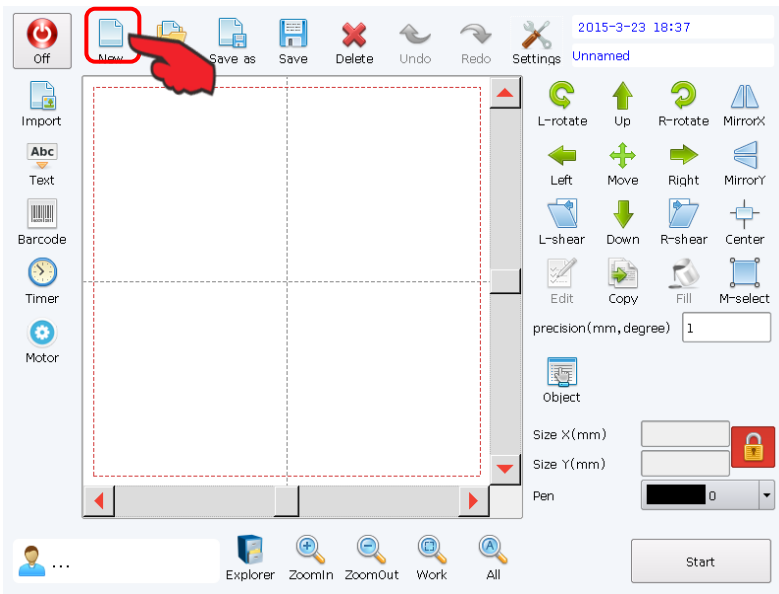 2015-3-23 18:37
Off
New
Save as
Save
Delete
Undo
Redo
Settings
Unnamed
Import
L-rotate
Up
R-rotate
MirrorX
Abc
Text
Left
Move
Right
MirrorY
Barcode
L-shear
Down
R-shear
Center
Timer
Edit
Copy
Fill
M-select
precision(mm,degree)
1
Motor
Object
Size X(mm)
Size Y(mm)
Pen
0
...
Explorer
ZoomIn
ZoomOut
Work
A
All
Start